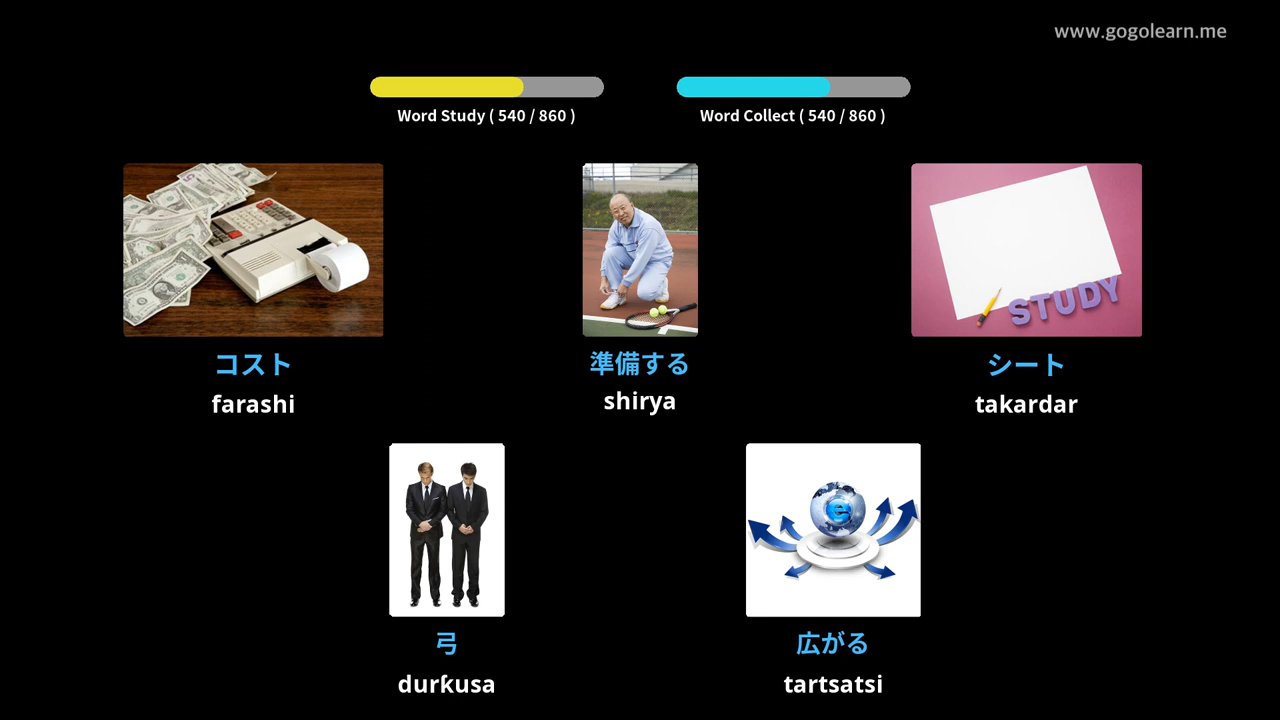 www.gogolearn.me
Word Study ( 540 / 860 )
Word Collect ( 540 / 860 )
STUDY
コスト
farashi
準備する
shirya
シート
takardar
e
弓
durƙusa
広がる
tartsatsi